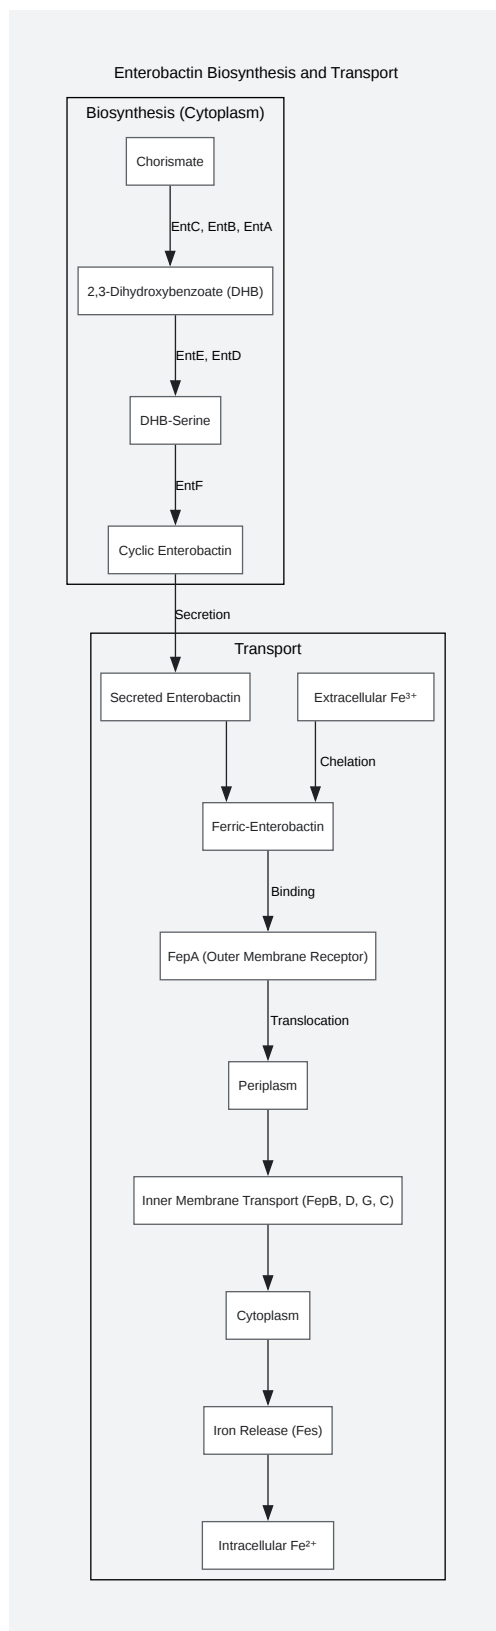 Enterobactin Biosynthesis and Transport
Biosynthesis (Cytoplasm)
Chorismate
EntC, EntB, EntA
2,3-Dihydroxybenzoate (DHB)
EntE, EntD
DHB-Serine
EntF
Cyclic Enterobactin
Secretion
Transport
Secreted Enterobactin
Extracellular Fe³⁺
Chelation
Ferric-Enterobactin
Binding
FepA (Outer Membrane Receptor)
Translocation
Periplasm
Inner Membrane Transport (FepB, D, G, C)
Cytoplasm
Iron Release (Fes)
Intracellular Fe²⁺